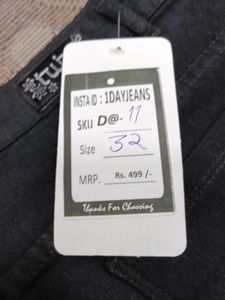 INSTA ID : 1DAYJEANS
SKU D@- 11
Size 32
MRP. Rs. 499 /-
Thanks For Choosing